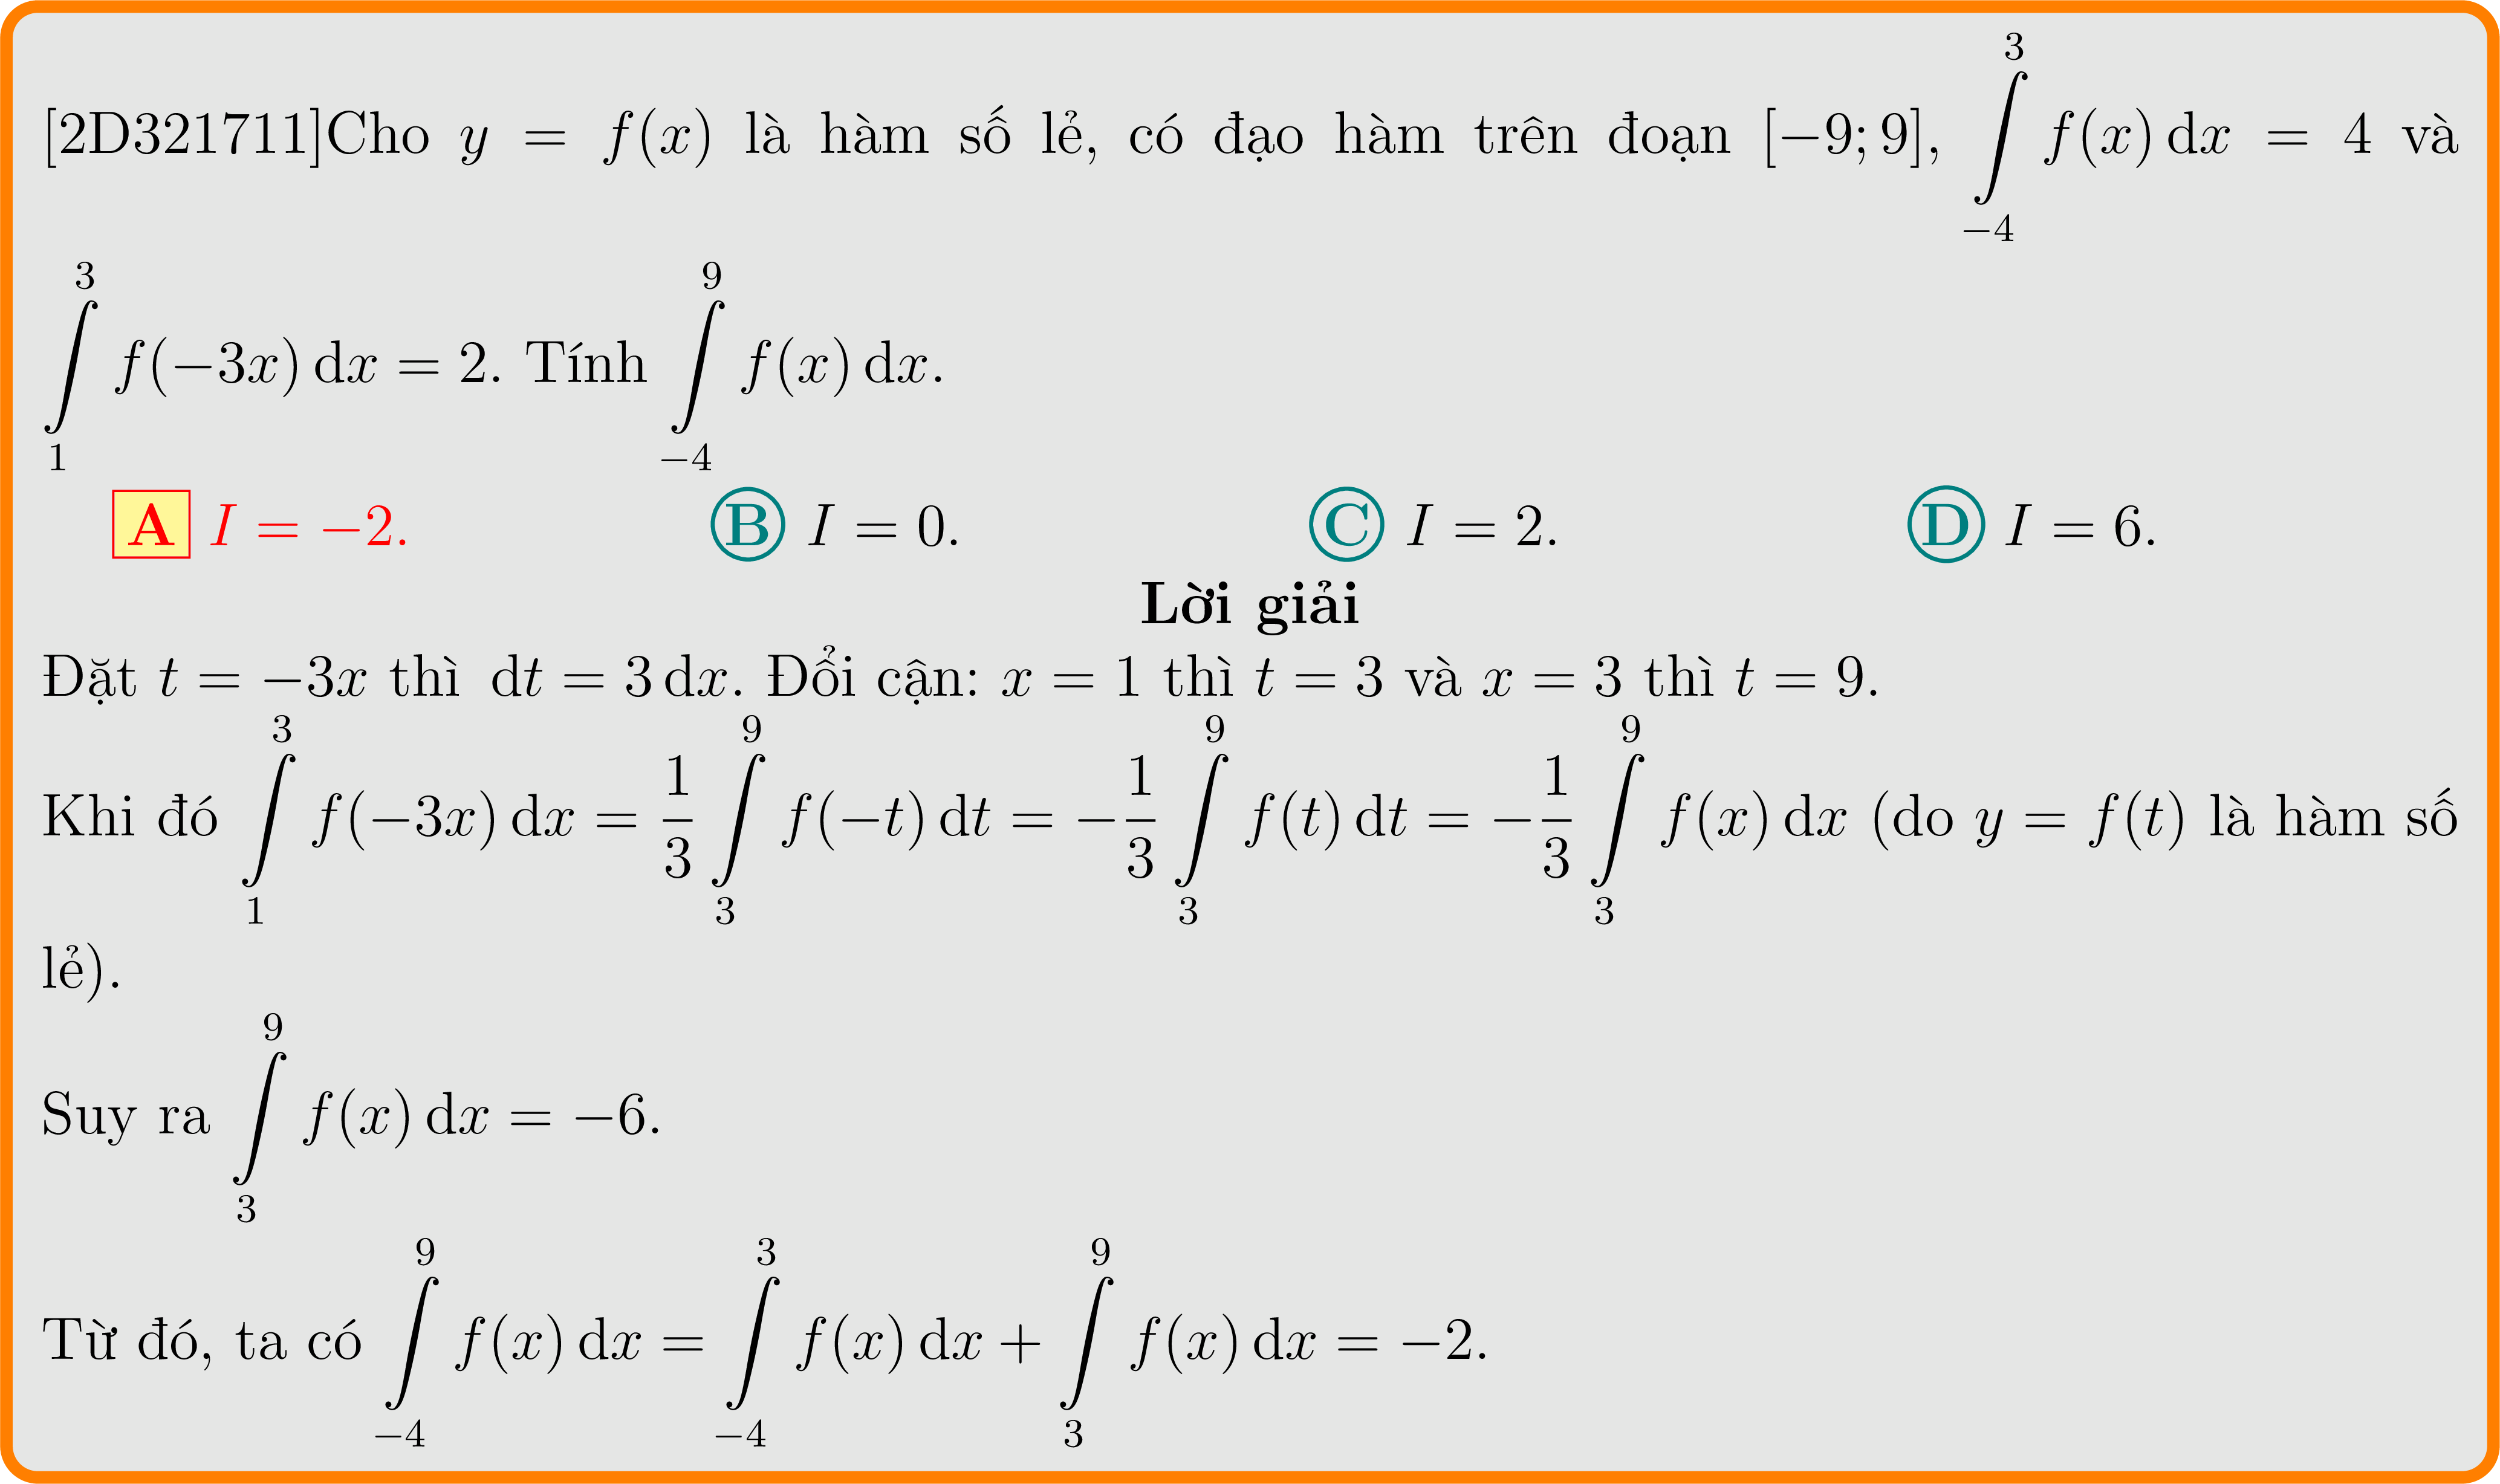 [2D321711]Cho $y = f(x)$ là hàm số lẻ, có đạo hàm trên đoạn $[-9; 9]$, $\int\limits_{-4}^{3} f(x)\,\mathrm{d}x = 4$ và
$\int\limits_{1}^{3} f(-3x)\,\mathrm{d}x = 2$. Tính $\int\limits_{-4}^{9} f(x)\,\mathrm{d}x$.
A $I = -2.$ B $I = 0.$ C $I = 2.$ D $I = 6.$
Lời giải
Đặt $t = -3x$ thì $\mathrm{d}t = 3\,\mathrm{d}x$. Đổi cận: $x = 1$ thì $t = 3$ và $x = 3$ thì $t = 9$.
Khi đó $\int\limits_{1}^{3} f(-3x)\,\mathrm{d}x = \frac{1}{3}\int\limits_{3}^{9} f(-t)\,\mathrm{d}t = -\frac{1}{3}\int\limits_{3}^{9} f(t)\,\mathrm{d}t = -\frac{1}{3}\int\limits_{3}^{9} f(x)\,\mathrm{d}x$ (do $y = f(t)$ là hàm số
lẻ).
Suy ra $\int\limits_{3}^{9} f(x)\,\mathrm{d}x = -6$.
Từ đó, ta có $\int\limits_{-4}^{9} f(x)\,\mathrm{d}x = \int\limits_{-4}^{3} f(x)\,\mathrm{d}x + \int\limits_{3}^{9} f(x)\,\mathrm{d}x = -2$.